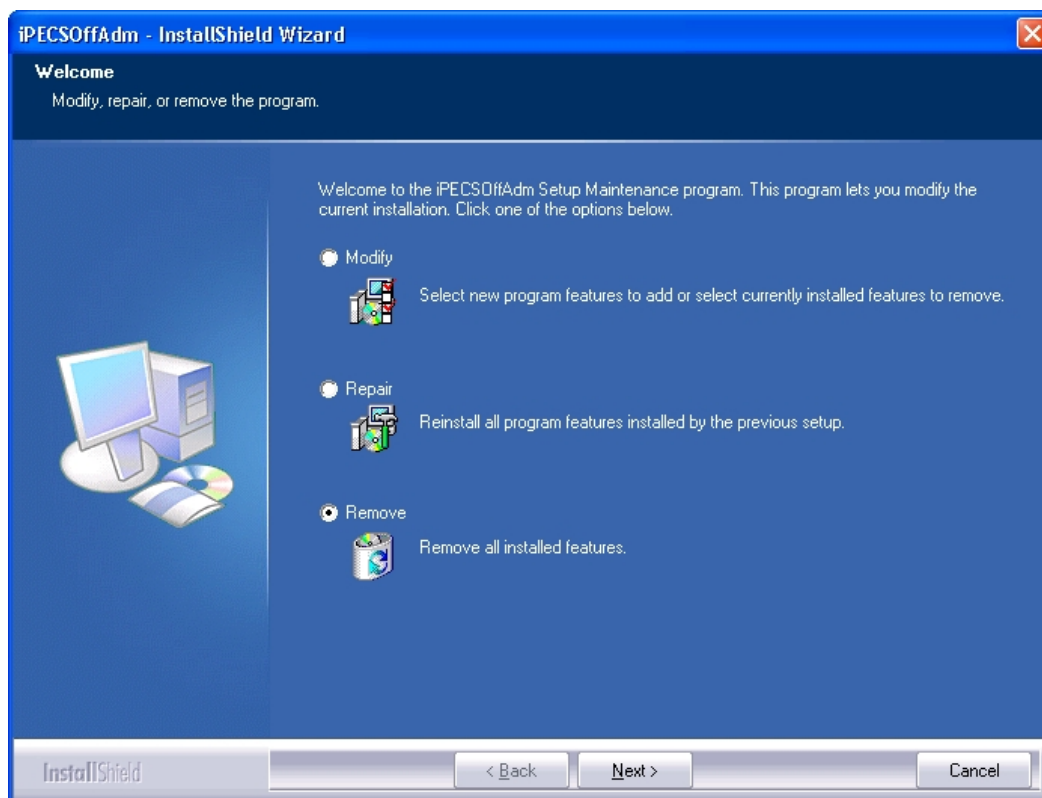 iPECSOffAdm - InstallShield Wizard
Welcome
Modify, repair, or remove the program.
Welcome to the iPECSOffAdm Setup Maintenance program. This program lets you modify the
current installation. Click one of the options below.
Modify
Select new program features to add or select currently installed features to remove.
Repair
Reinstall all program features installed by the previous setup.
Remove
Remove all installed features.
InstallShield
< Back
Next >
Cancel